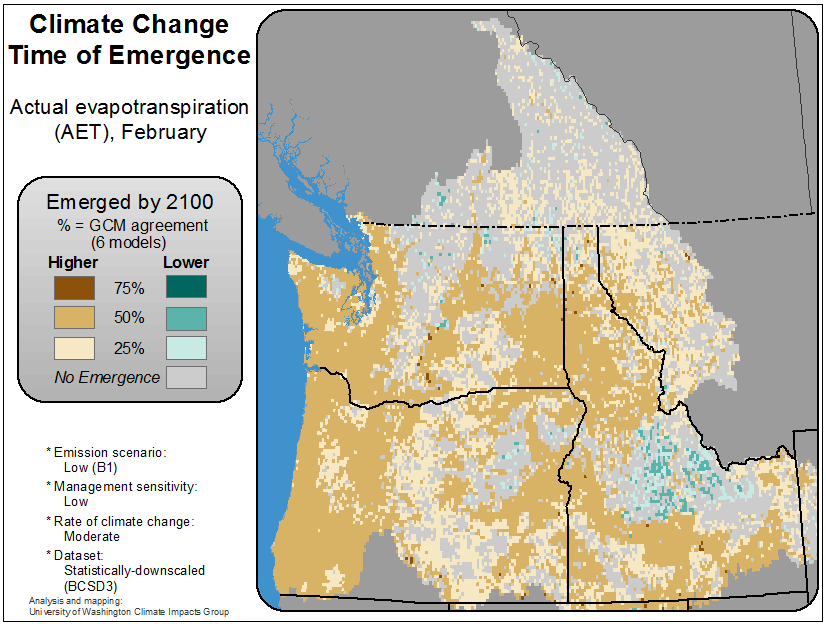 Climate Change
Time of Emergence
Actual evapotranspiration
(AET), February
Emerged by 2100
% = GCM agreement
(6 models)
Higher Lower
75%
50%
25%
No Emergence
* Emission scenario:
Low (B1)
* Management sensitivity:
Low
* Rate of climate change:
Moderate
* Dataset:
Statistically-downscaled
(BCSD3)
Analysis and mapping:
University of Washington Climate Impacts Group